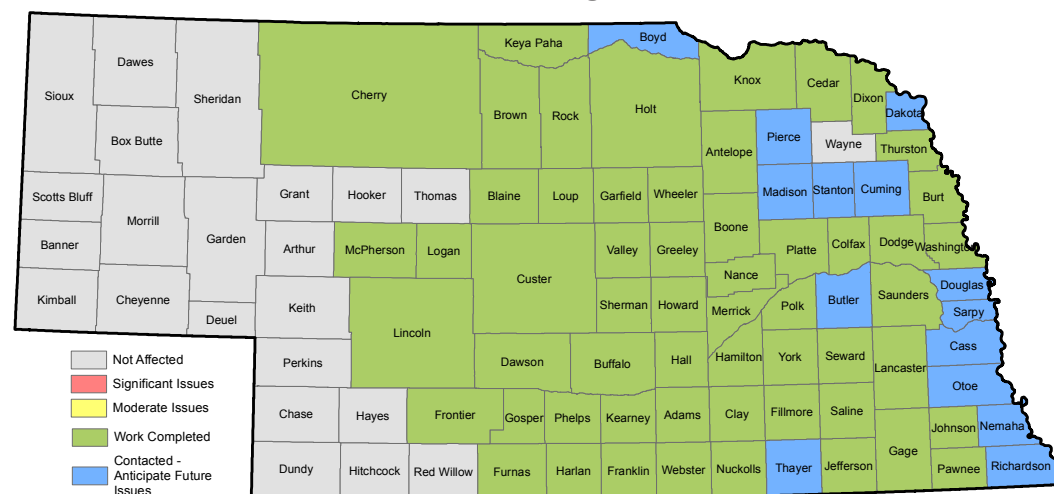 Boyd
Keya Paha
Dawes
Knox
Cedar
Sioux
Sheridan
Cherry
Dixon
Holt
Brown
Rock
Dakota
Pierce
Box Butte
Wayne
Thurston
Antelope
Scotts Bluff
Grant
Hooker
Thomas
Blaine
Loup
Garfield
Wheeler
Madison
Stanton
Cuming
Burt
Morrill
Boone
Banner
Garden
Arthur
McPherson
Logan
Valley
Greeley
Platte
Colfax
Dodge
Washington
Custer
Nance
Kimball
Cheyenne
Keith
Sherman
Howard
Merrick
Polk
Butler
Saunders
Douglas
Sarpy
Deuel
Lincoln
Cass
Perkins
Dawson
Buffalo
Hall
Hamilton
York
Seward
Lancaster
Otoe
Chase
Hayes
Frontier
Gosper
Phelps
Kearney
Adams
Clay
Fillmore
Saline
Johnson
Nemaha
Gage
Dundy
Hitchcock
Red Willow
Furnas
Harlan
Franklin
Webster
Nuckolls
Thayer
Jefferson
Pawnee
Richardson
Not Affected
Significant Issues
Moderate Issues
Work Completed
Contacted -
Anticipate Future
Issues